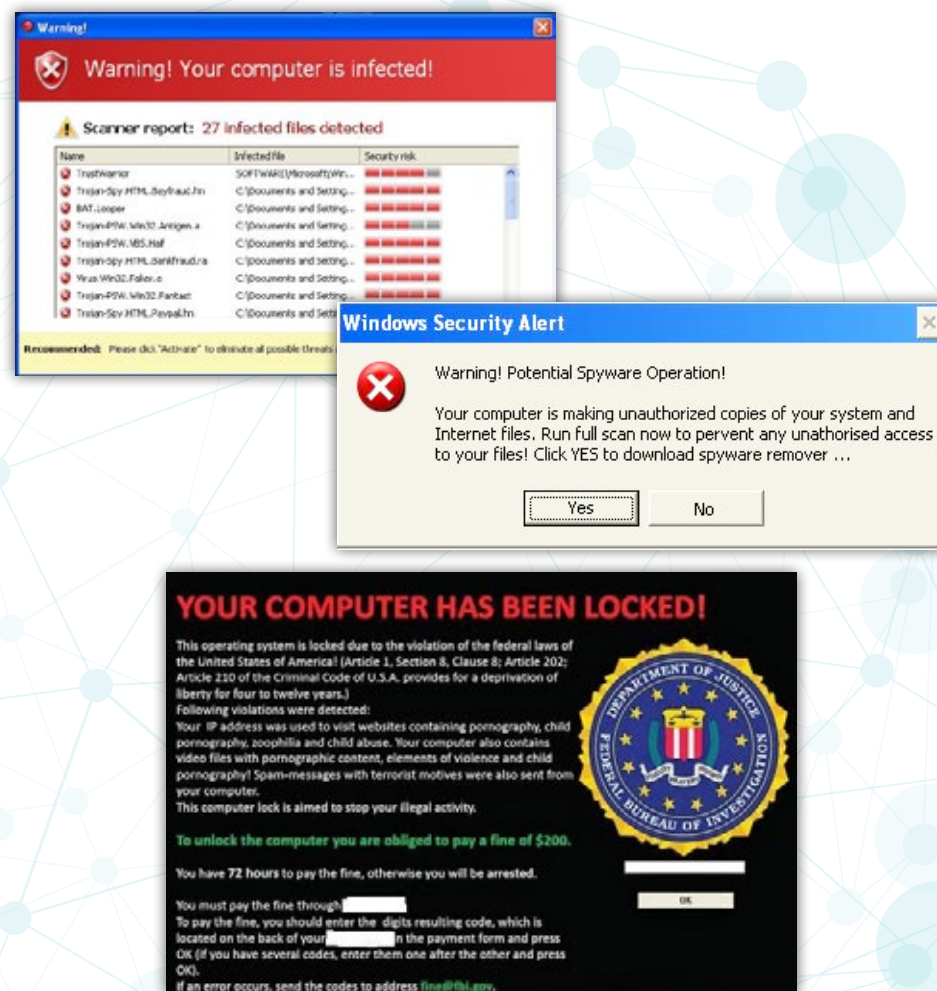 Warning!
Warning! Your computer is infected!
Scanner report: 27 infected files detected
Name Infected file Security risk
TrustWarrior SOFTWARE\Microsoft\Win...
Trojan-Spy.HTML.Bayfraud.hn C:\Documents and Setting...
BAT.Looper C:\Documents and Setting...
Trojan-PSW.Win32.Antigen.a C:\Documents and Setting...
Trojan-PSW.VBS.Half C:\Documents and Setting...
Trojan-Spy.HTML.Bankfraud.ra C:\Documents and Setting...
Virus.Win32.Faker.a C:\Documents and Setting...
Trojan-PSW.Win32.Fantast C:\Documents and Setting...
Trojan-Spy.HTML.Paypal.hn C:\Documents and Sett
Recommended: Please click "Activate" to eliminate all possible threats
Windows Security Alert
Warning! Potential Spyware Operation!
Your computer is making unauthorized copies of your system and
Internet files. Run full scan now to pervent any unathorised access
to your files! Click YES to download spyware remover ...
Yes No
YOUR COMPUTER HAS BEEN LOCKED!
This operating system is locked due to the violation of the federal laws of
the United States of America! (Article 1, Section 8, Clause 8; Article 202;
Article 210 of the Criminal Code of U.S.A. provides for a deprivation of
liberty for four to twelve years.)
Following violations were detected:
Your IP address was used to visit websites containing pornography, child
pornography, zoophilia and child abuse. Your computer also contains
video files with pornographic content, elements of violence and child
pornography! Spam-messages with terrorist motives were also sent from
your computer.
This computer lock is aimed to stop your illegal activity.
To unlock the computer you are obliged to pay a fine of $200.
You have 72 hours to pay the fine, otherwise you will be arrested.
You must pay the fine through
To pay the fine, you should enter the digits resulting code, which is
located on the back of your n the payment form and press
OK (if you have several codes, enter them one after the other and press
OK).
If an error occurs, send the codes to address fine@fbi.gov.
DEPARTMENT OF JUSTICE
FEDERAL BUREAU OF INVESTIGATION
OK